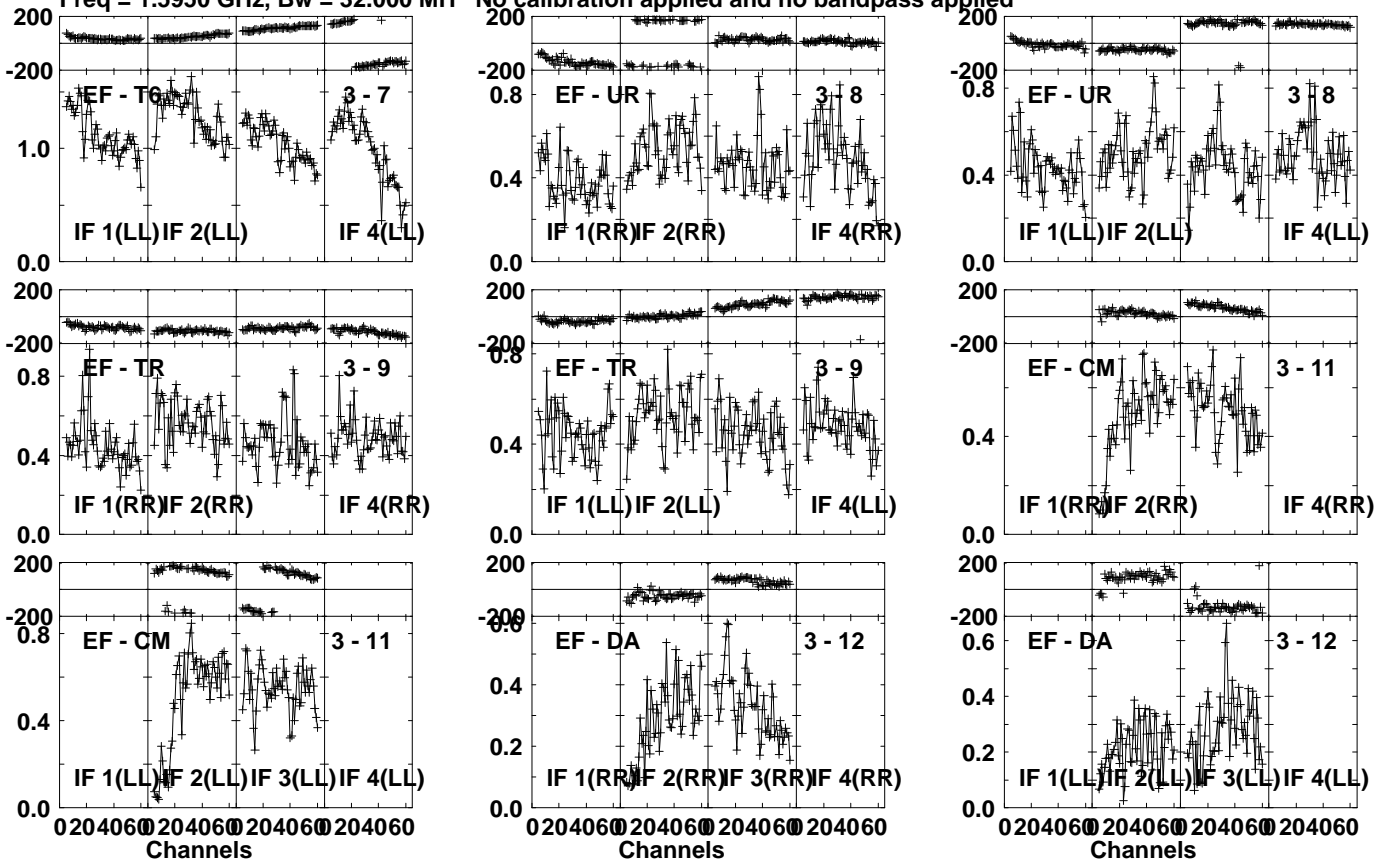 Freq = 1.5950 GHz, Bw = 32.000 MH No calibration applied and no bandpass applied
200 200 200
-200 -200 -200
EF - T6 3 - 7 EF - UR 3 - 8 EF - UR 3 - 8
0.8 0.8
1.0
0.4 0.4
IF 1(LL) IF 2(LL) IF 4(LL) IF 1(RR) IF 2(RR) IF 4(RR) IF 1(LL) IF 2(LL) IF 4(LL)
0.0 0.0 0.0
200 200 200
-200 -200 -200
0.8
EF - TR 3 - 9 EF - TR 3 - 9 EF - CM 3 - 11
0.8
0.4 0.4 0.4
IF 1(RR) IF 2(RR) IF 4(RR) IF 1(LL) IF 2(LL) IF 4(LL) IF 1(RR) IF 2(RR) IF 4(RR)
0.0 0.0 0.0
200 200 200
-200 -200 -200
0.6
EF - CM 3 - 11 EF - DA 3 - 12 EF - DA 3 - 12
0.8 0.6
0.4 0.4 0.4
0.2 0.2
IF 1(LL) IF 2(LL) IF 3(LL) IF 4(LL) IF 1(RR) IF 2(RR) IF 3(RR) IF 4(RR) IF 1(LL) IF 2(LL) IF 3(LL) IF 4(LL)
0.0 0.0 0.0
0 20 40 60 0 20 40 60 0 20 40 60 0 20 40 60 0 20 40 60 0 20 40 60 0 20 40 60 0 20 40 60 0 20 40 60 0 20 40 60 0 20 40 60 0 20 40 60
Channels Channels Channels